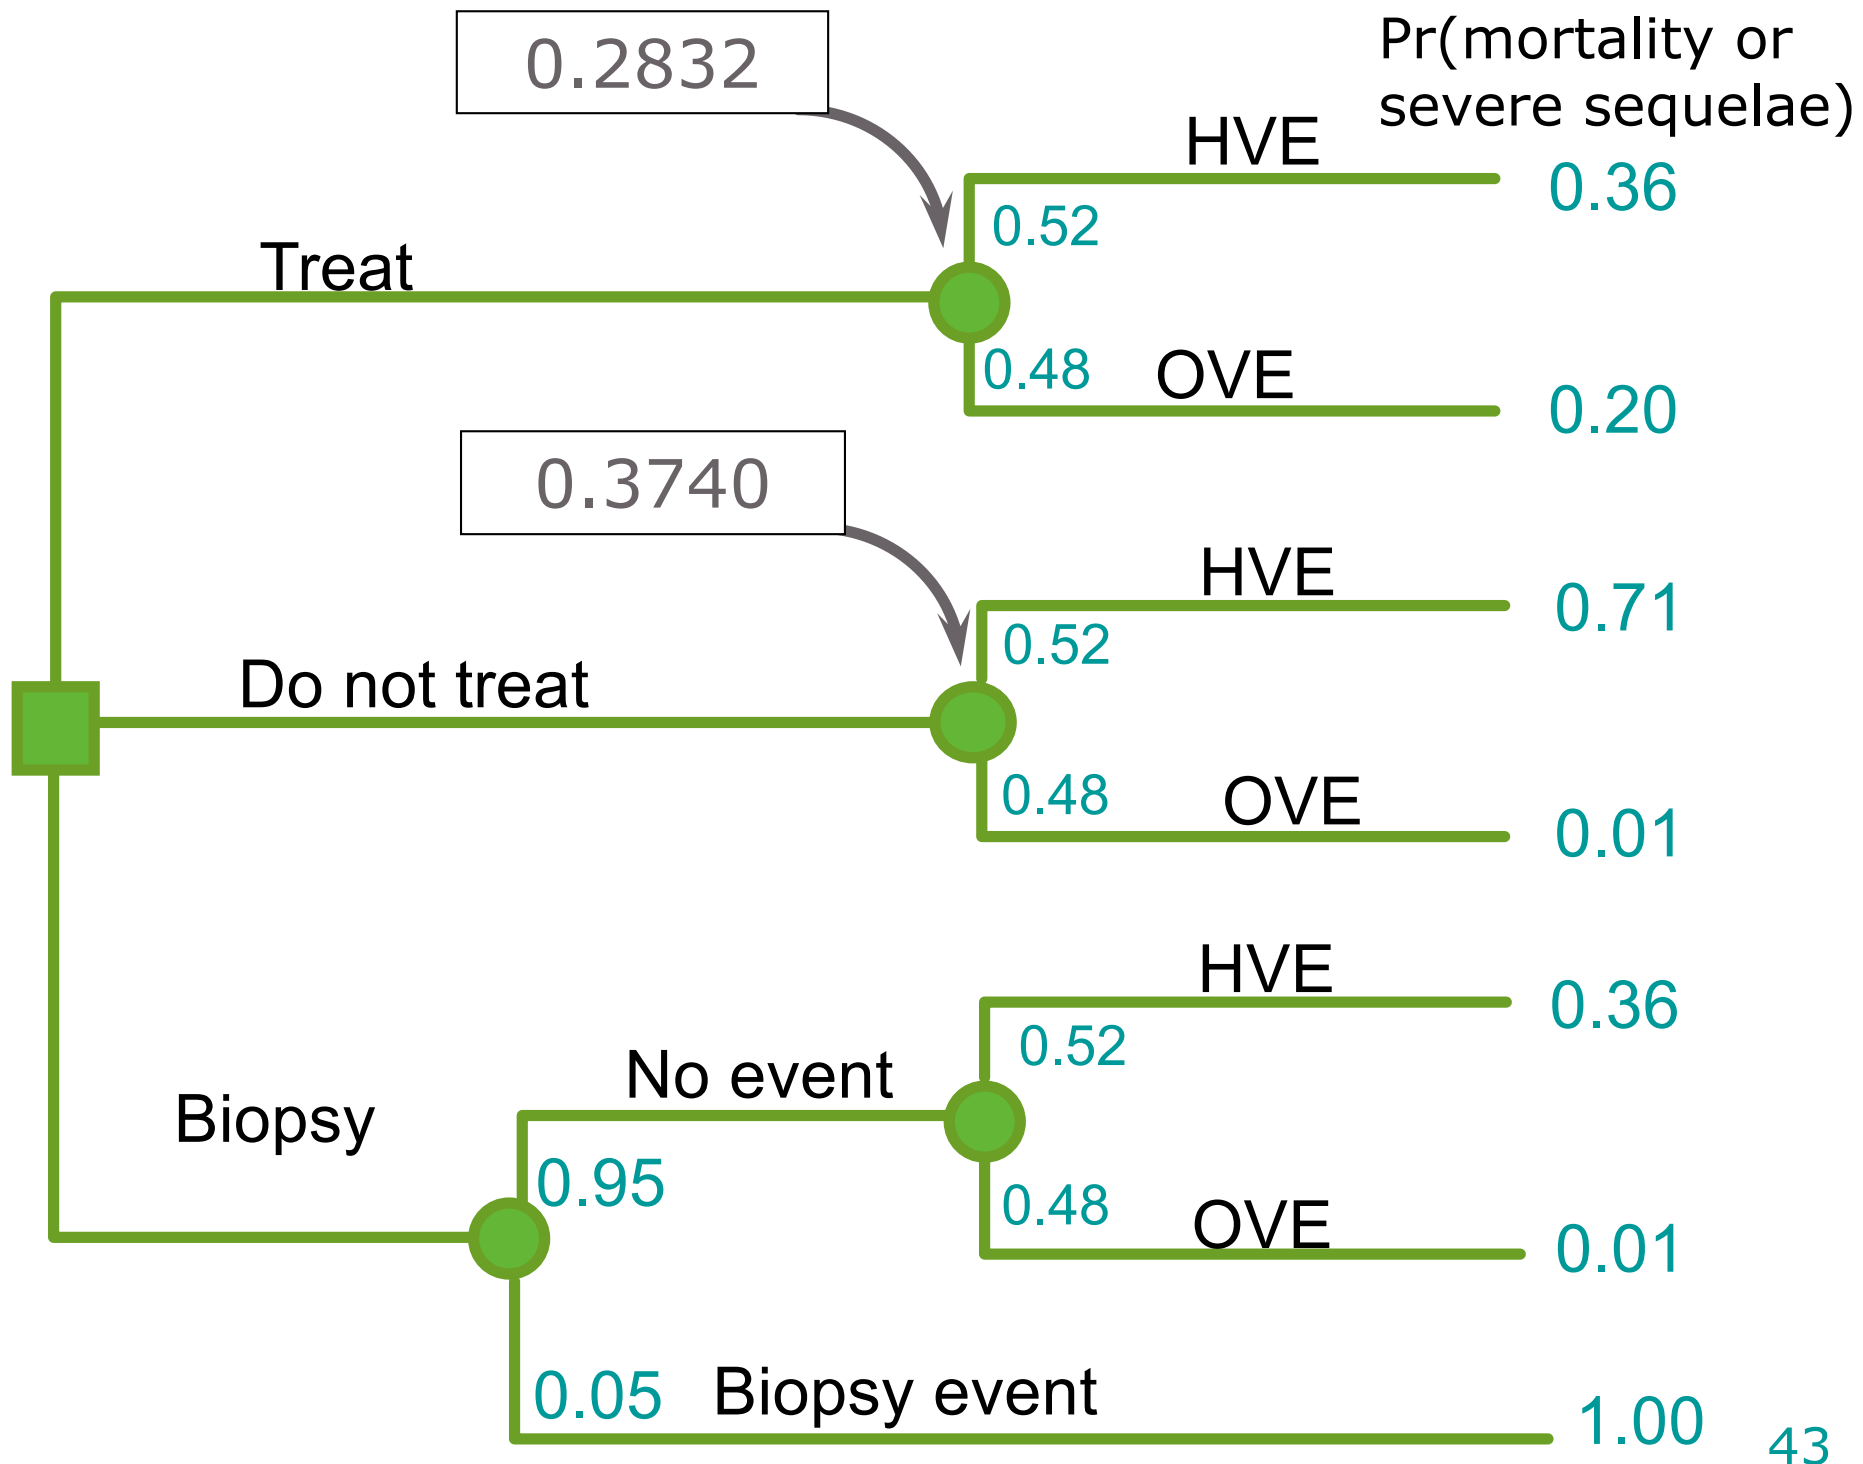 0.2832
Pr(mortality or
severe sequelae)
HVE
0.36
0.52
Treat
0.48
OVE
0.20
0.3740
HVE
0.71
0.52
Do not treat
0.48
OVE
0.01
HVE
0.36
0.52
No event
Biopsy
0.95
0.48
OVE
0.01
0.05
Biopsy event
1.00
43